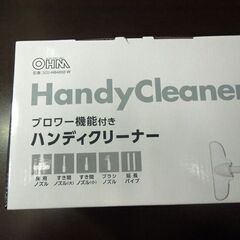 OHM
HandyCleaner
ブロワー機能付き
ハンディクリーナー
床用ノズル
すき間ノズル(大)
すき間ノズル(小)
ブラシノズル
延長パイプ